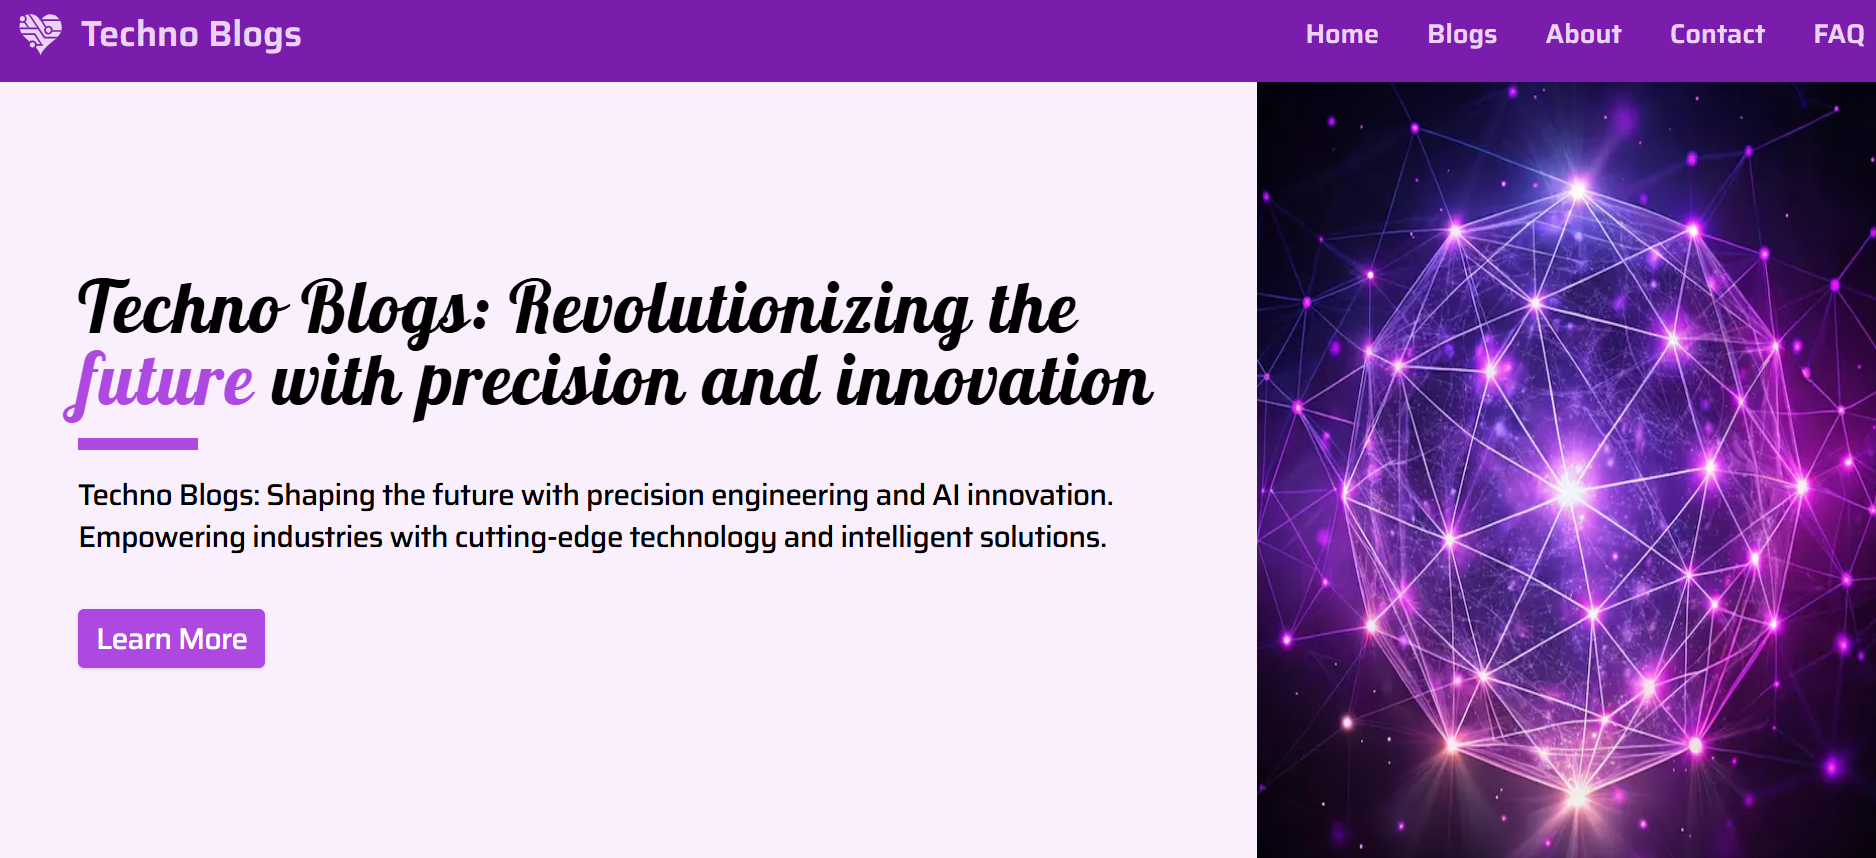 Techno Blogs
Home Blogs About Contact FAQ
Techno Blogs: Revolutionizing the
future with precision and innovation
Techno Blogs: Shaping the future with precision engineering and AI innovation.
Empowering industries with cutting-edge technology and intelligent solutions.
Learn More